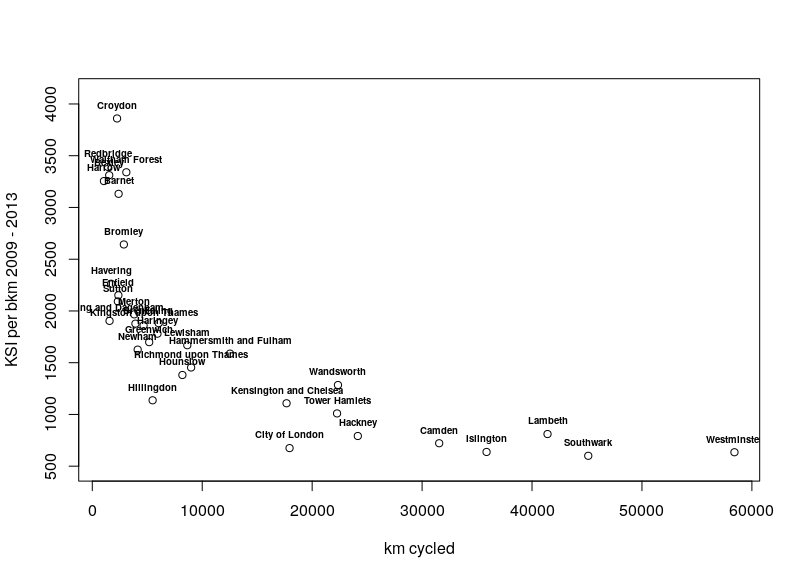 4000
3500
3000
2500
2000
1500
1000
500
KSI per bkm 2009 - 2013
Croydon
Redbridge
Waltham Forest
Harrow
Barnet
Bromley
Havering
Enfield
Sutton
Merton
Kingston upon Thames
Haringey
Greenwich
Lewisham
Newham
Hammersmith and Fulham
Richmond upon Thames
Hounslow
Hillingdon
Wandsworth
Kensington and Chelsea
Tower Hamlets
Hackney
City of London
Camden
Islington
Lambeth
Southwark
Westminste
0 10000 20000 30000 40000 50000 60000
km cycled